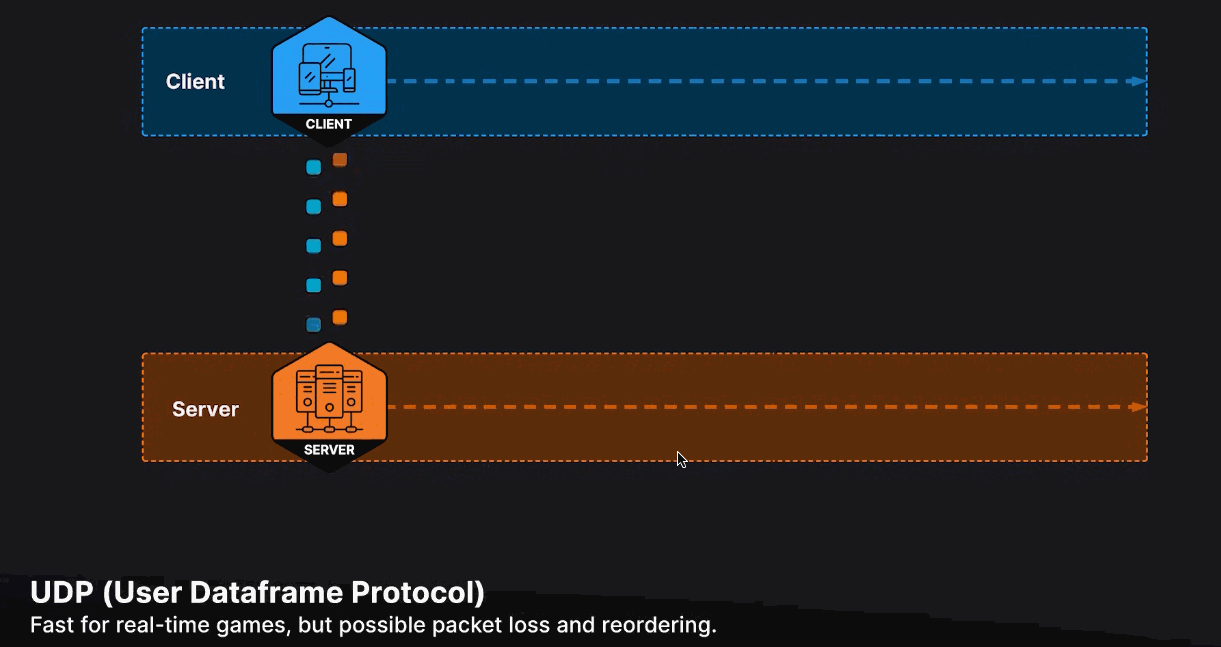 Client
CLIENT
Server
SERVER
UDP (User Dataframe Protocol)
Fast for real-time games, but possible packet loss and reordering.